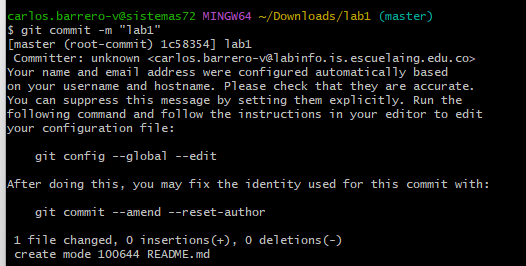 carlos.barrero-v@sistemas72 MINGW64 ~/Downloads/lab1 (master)
$ git commit -m "lab1"
[master (root-commit) 1c58354] lab1
 Committer: unknown <carlos.barrero-v@labinfo.is.escuelaing.edu.co>
Your name and email address were configured automatically based
on your username and hostname. Please check that they are accurate.
You can suppress this message by setting them explicitly. Run the
following command and follow the instructions in your editor to edit
your configuration file:

    git config --global --edit

After doing this, you may fix the identity used for this commit with:

    git commit --amend --reset-author

 1 file changed, 0 insertions(+), 0 deletions(-)
 create mode 100644 README.md